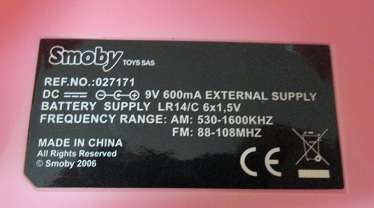 Smoby TOYS SAS
REF.NO.:027171
DC 9V 600mA EXTERNAL SUPPLY
BATTERY SUPPLY LR14/C 6x1,5V
FREQUENCY RANGE: AM: 530-1600KHZ
FM: 88-108MHZ
MADE IN CHINA
All Rights Reserved
© Smoby 2006
CE